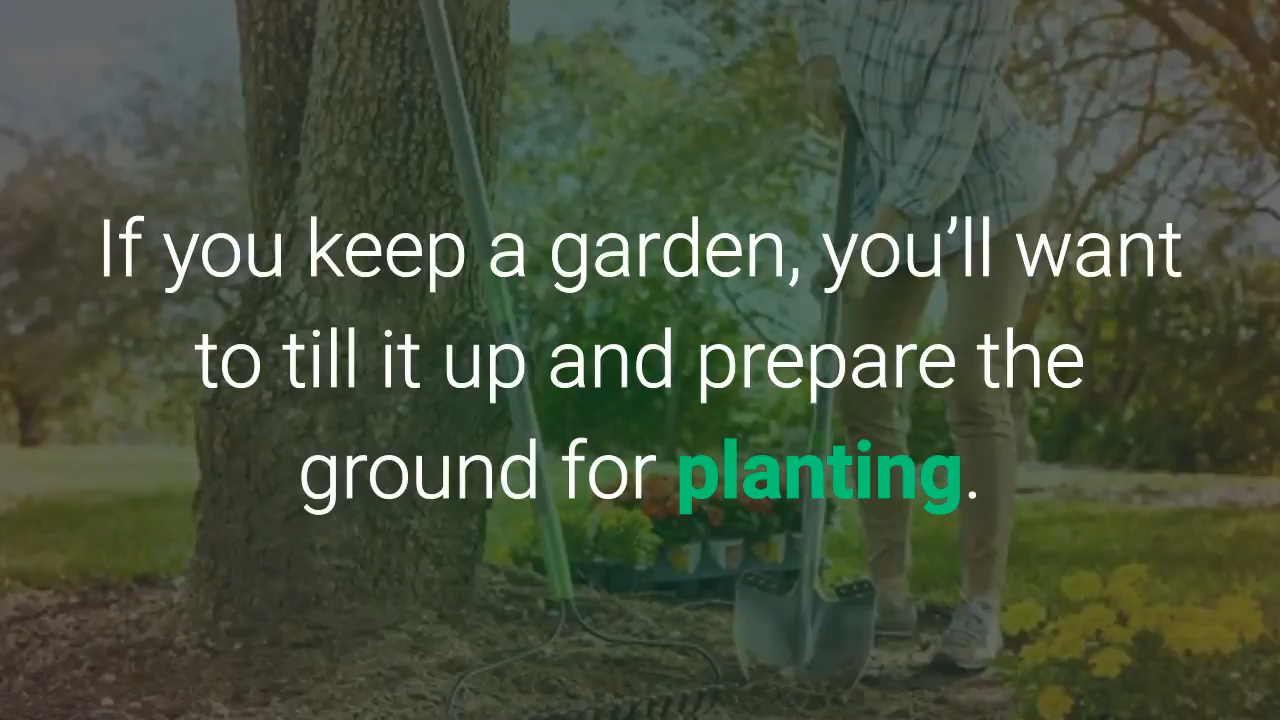 If you keep a garden, you’ll want
to till it up and prepare the
ground for planting.